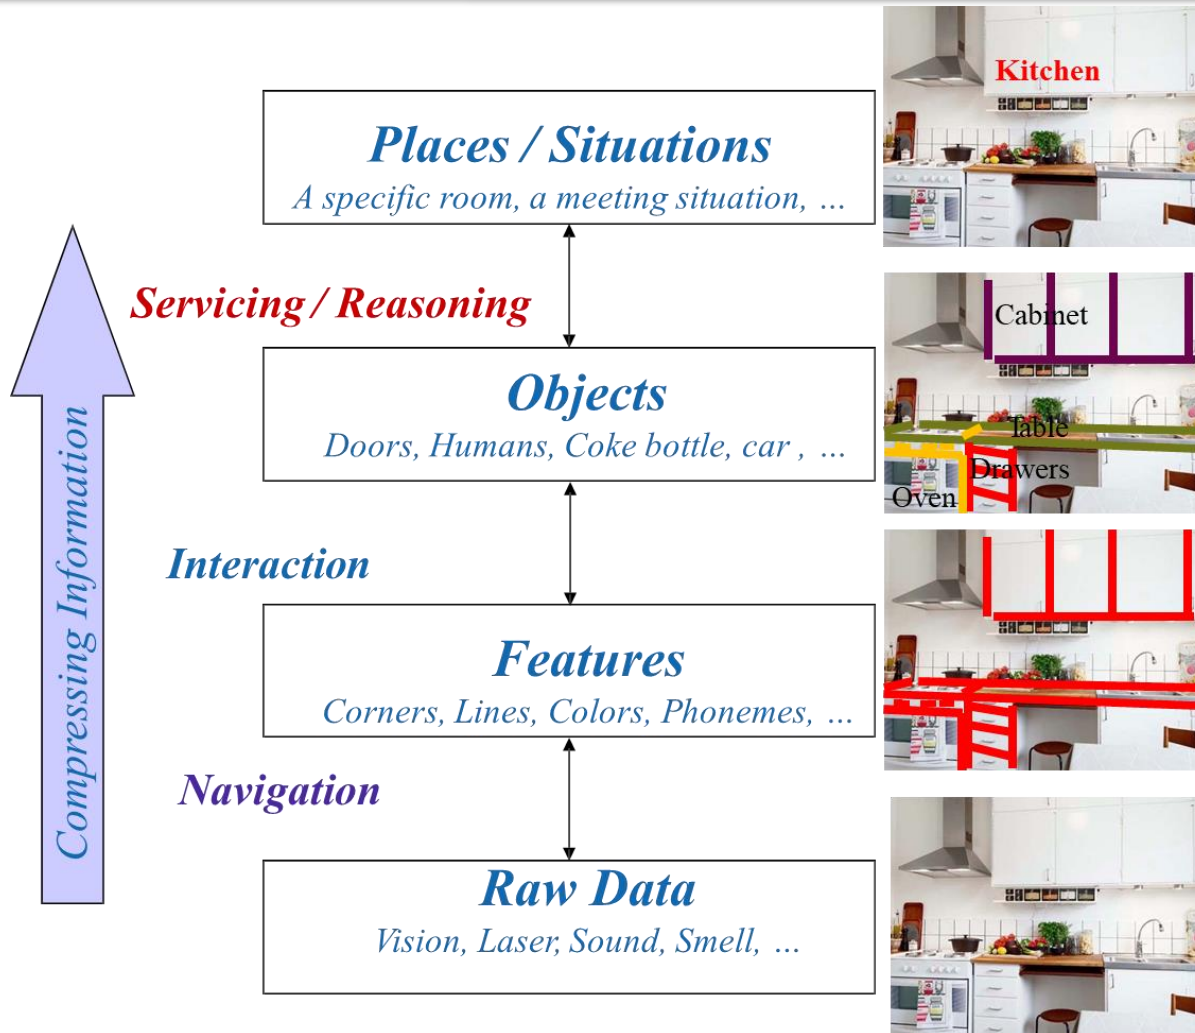 Kitchen
Places / Situations
A specific room, a meeting situation, …
Servicing / Reasoning
Cabinet
Objects
Doors, Humans, Coke bottle, car , …
Table
Drawers
Oven
Compressing Information
Interaction
Features
Corners, Lines, Colors, Phonemes, …
Navigation
Raw Data
Vision, Laser, Sound, Smell, …